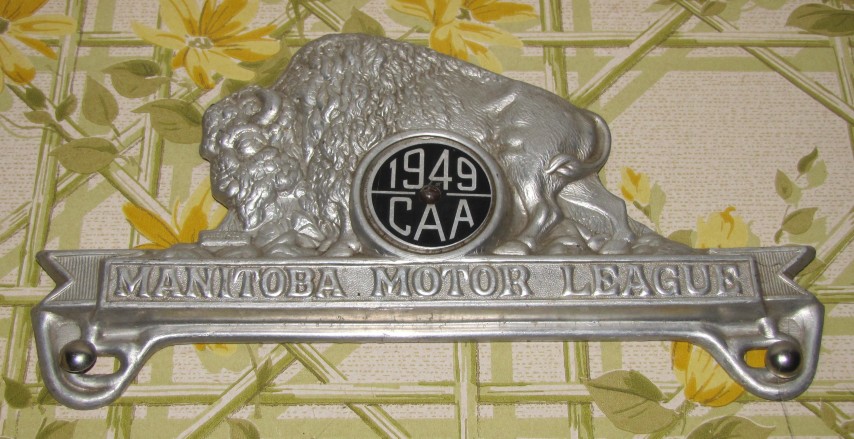 1949
CAA
MANITOBA MOTOR LEAGUE